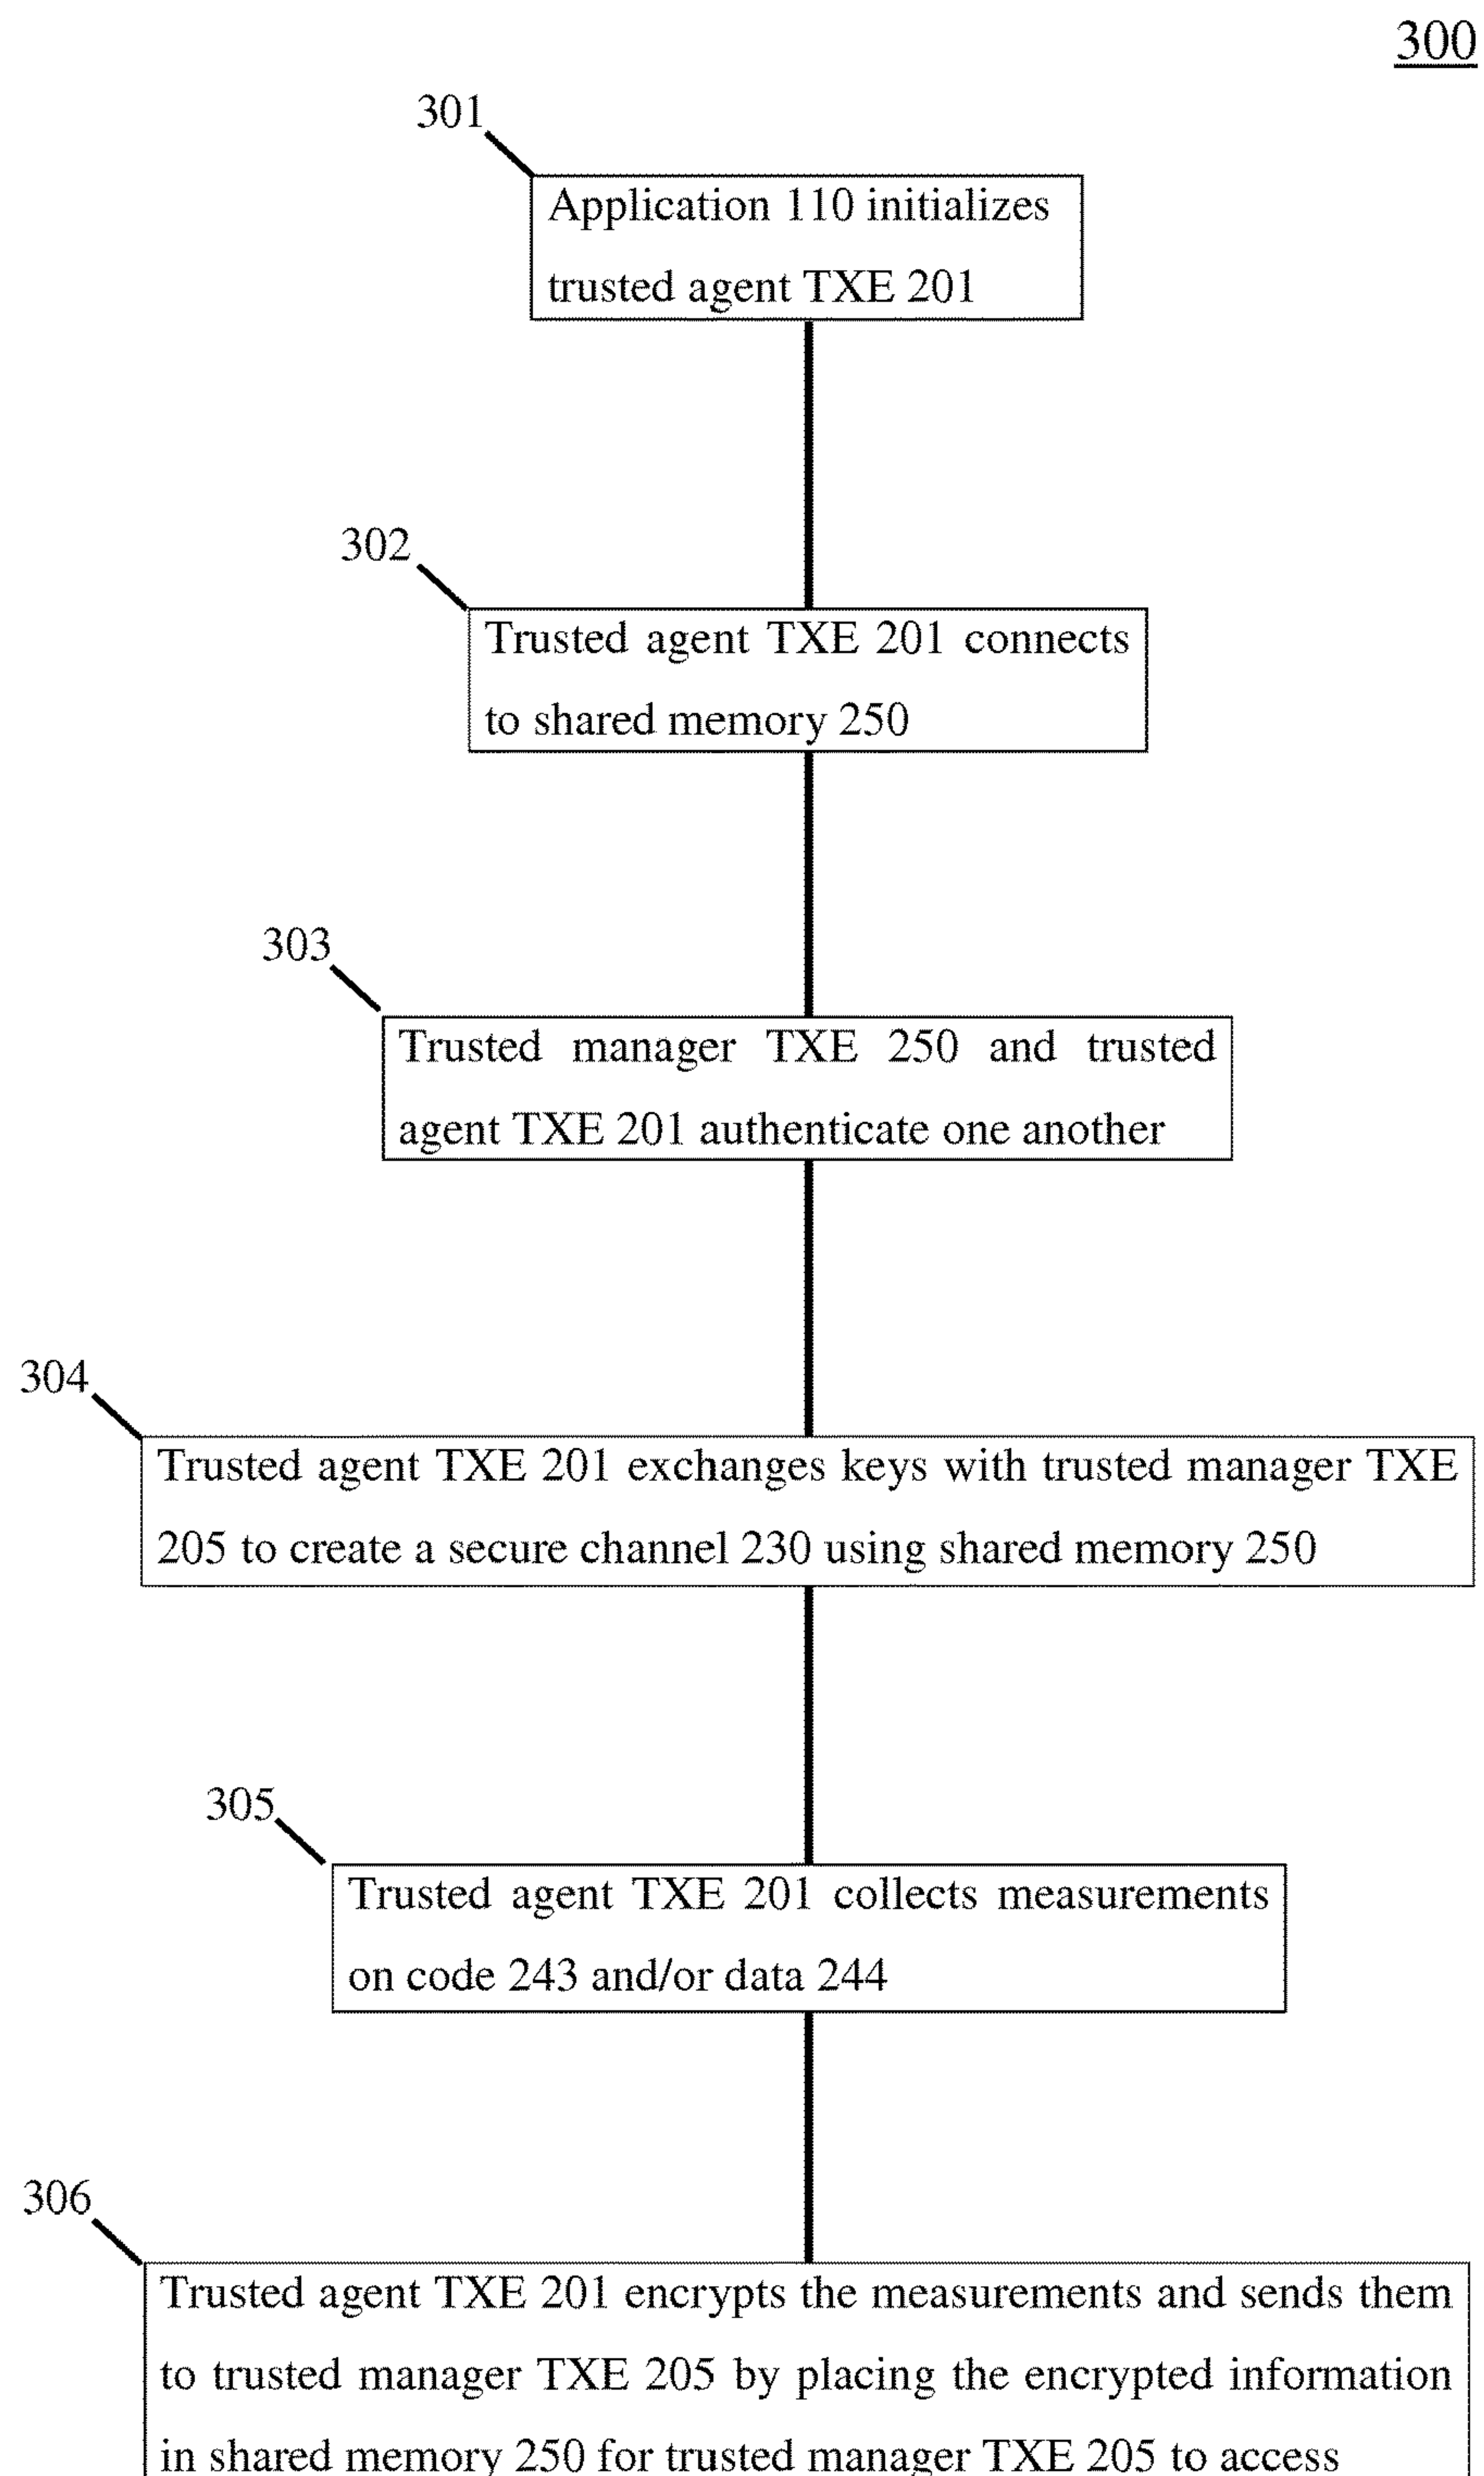 300
301
Application 110 initializes
trusted agent TXE 201
302
Trusted agent TXE 201 connects
to shared memory 250
303
Trusted manager TXE 250 and trusted
agent TXE 201 authenticate one another
304
Trusted agent TXE 201 exchanges keys with trusted manager TXE
205 to create a secure channel 230 using shared memory 250
305
Trusted agent TXE 201 collects measurements
on code 243 and/or data 244
306
Trusted agent TXE 201 encrypts the measurements and sends them
to trusted manager TXE 205 by placing the encrypted information
in shared memory 250 for trusted manager TXE 205 to access